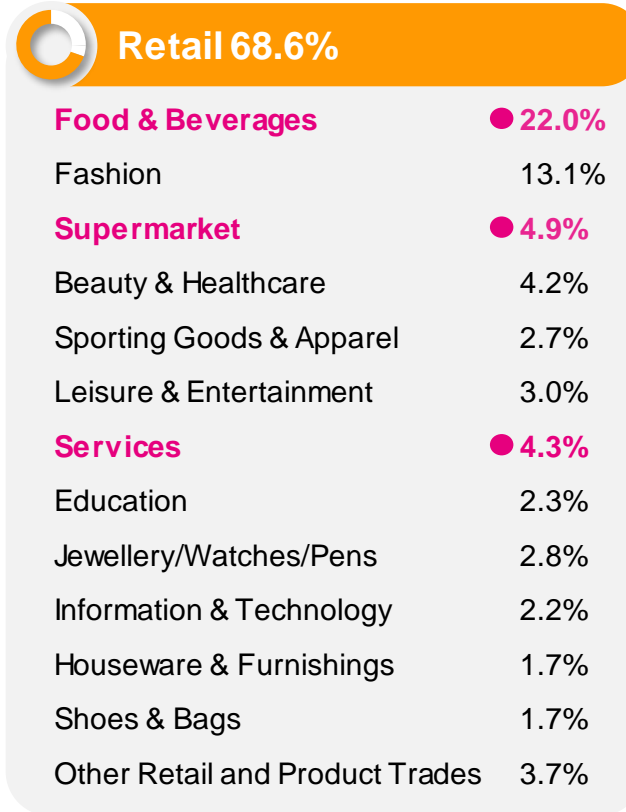 Retail 68.6%
Food & Beverages 22.0%
Fashion 13.1%
Supermarket 4.9%
Beauty & Healthcare 4.2%
Sporting Goods & Apparel 2.7%
Leisure & Entertainment 3.0%
Services 4.3%
Education 2.3%
Jewellery/Watches/Pens 2.8%
Information & Technology 2.2%
Houseware & Furnishings 1.7%
Shoes & Bags 1.7%
Other Retail and Product Trades 3.7%